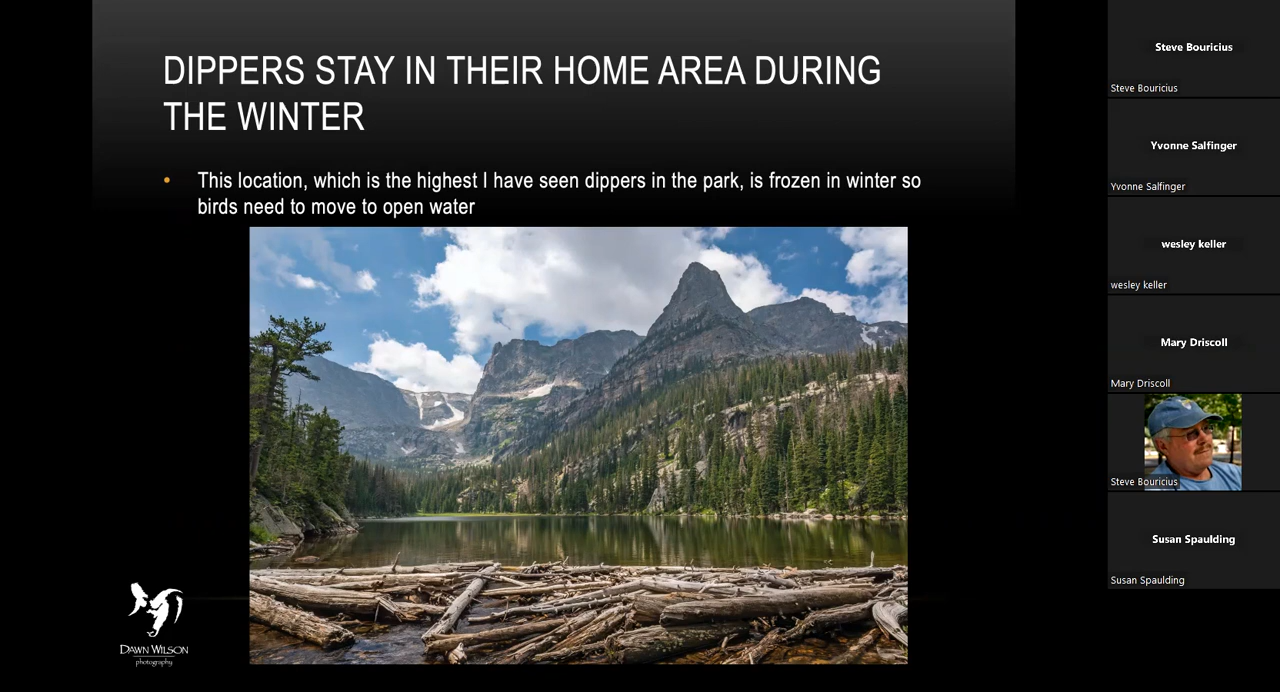 DIPPERS STAY IN THEIR HOME AREA DURING
THE WINTER
• This location, which is the highest I have seen dippers in the park, is frozen in winter so
birds need to move to open water
DAWN WILSON
photography
Steve Bouricius
Steve Bouricius
Yvonne Salfinger
Yvonne Salfinger
wesley keller
wesley keller
Mary Driscoll
Mary Driscoll
Steve Bouricius
Susan Spaulding
Susan Spaulding